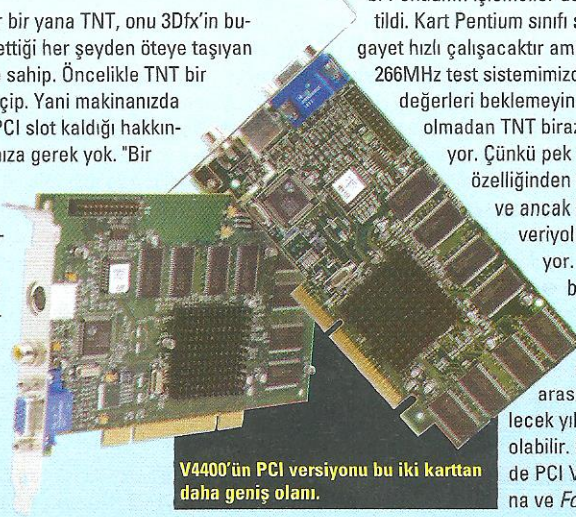 r bir yana TNT, onu 3Dfx'in bu-
ettiği her şeyden öteye taşıyan
e sahip. Öncelikle TNT bir
çip. Yani makinanızda
PCI slot kaldığı hakkın-
nıza gerek yok. "Bir
tildi. Kart Pentium sınıfı s
gayet hızlı çalışacaktır am
266MHz test sistemimizd
değerleri beklemeyin
olmadan TNT biraz
yor. Çünkü pek
özelliğinden
ve ancak
veriyol
yor.
b
aras
lecek yıl
olabilir.
de PCI V
na ve Fo
V4400'ün PCI versiyonu bu iki karttan
daha geniş olanı.